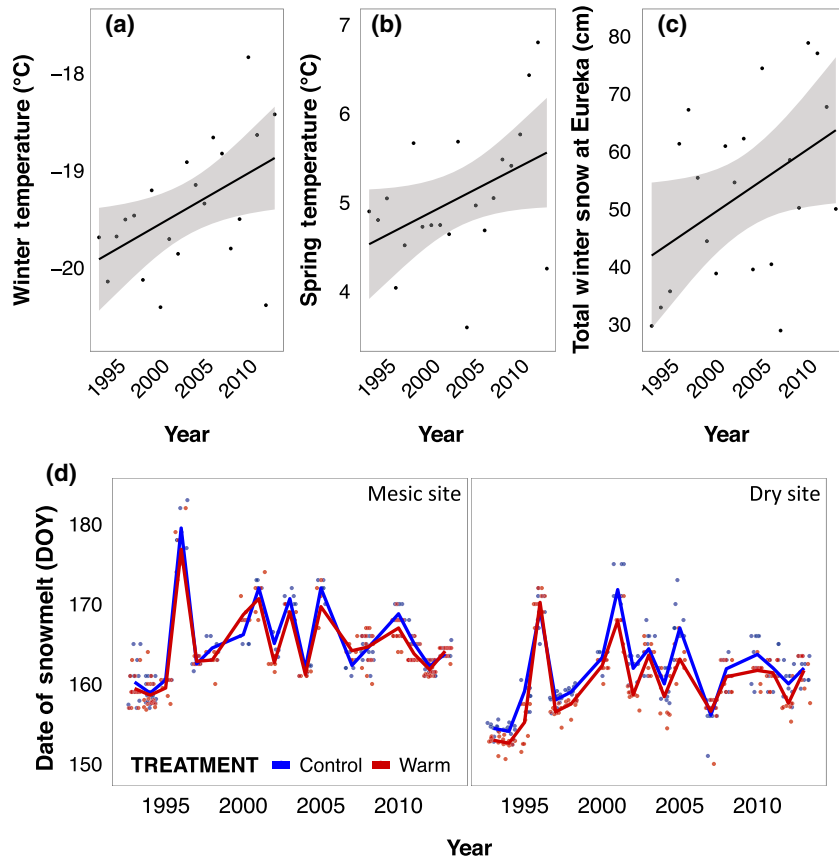 (a)
Winter temperature (°C)
−18
−19
−20
1995
2000
2005
2010
Year
(b)
Spring temperature (°C)
7
6
5
4
1995
2000
2005
2010
Year
(c)
Total winter snow at Eureka (cm)
80
70
60
50
40
30
1995
2000
2005
2010
Year
(d)
Date of snowmelt (DOY)
180
170
160
150
Mesic site
Dry site
TREATMENT Control Warm
1995 2000 2005 2010
1995 2000 2005 2010
Year